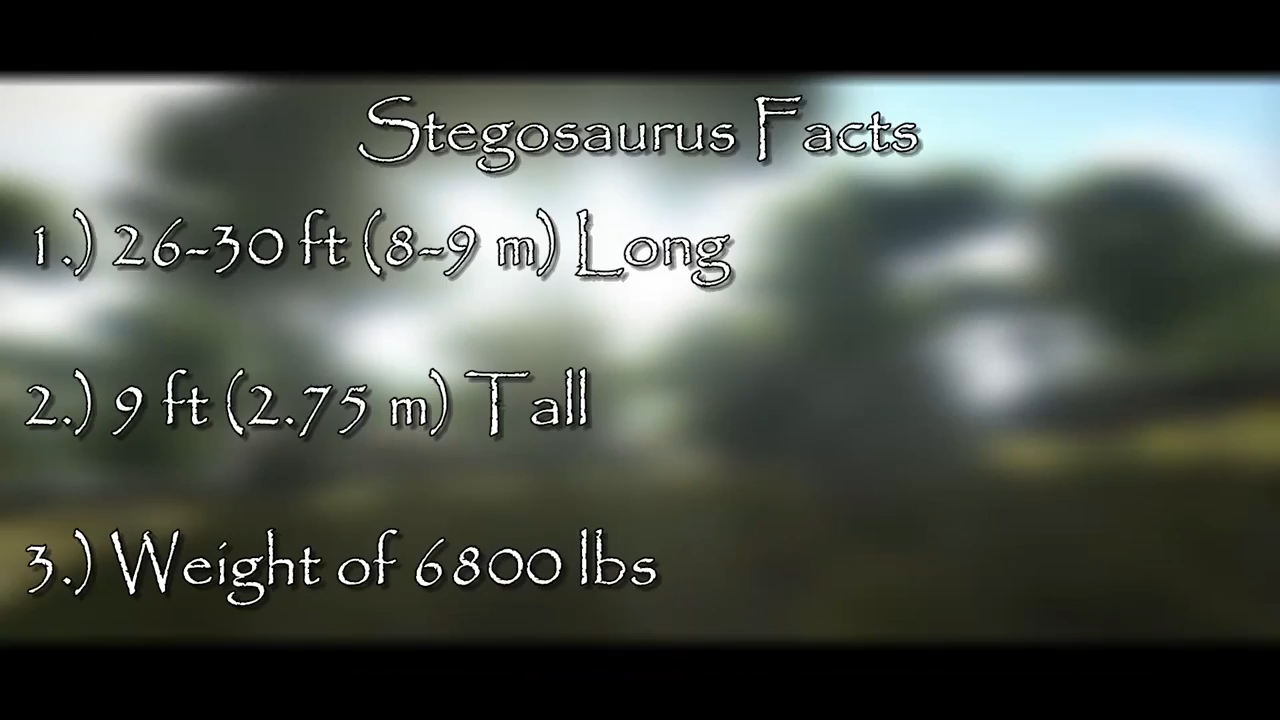 Stegosaurus Facts
1.) 26-30 ft (8-9 m) Long
2.) 9 ft (2.75 m) Tall
3.) Weight of 6800 lbs